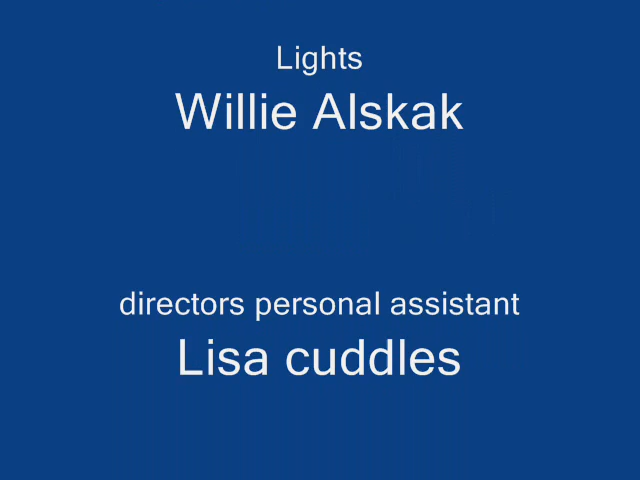 Lights
Willie Alskak
directors personal assistant
Lisa cuddles